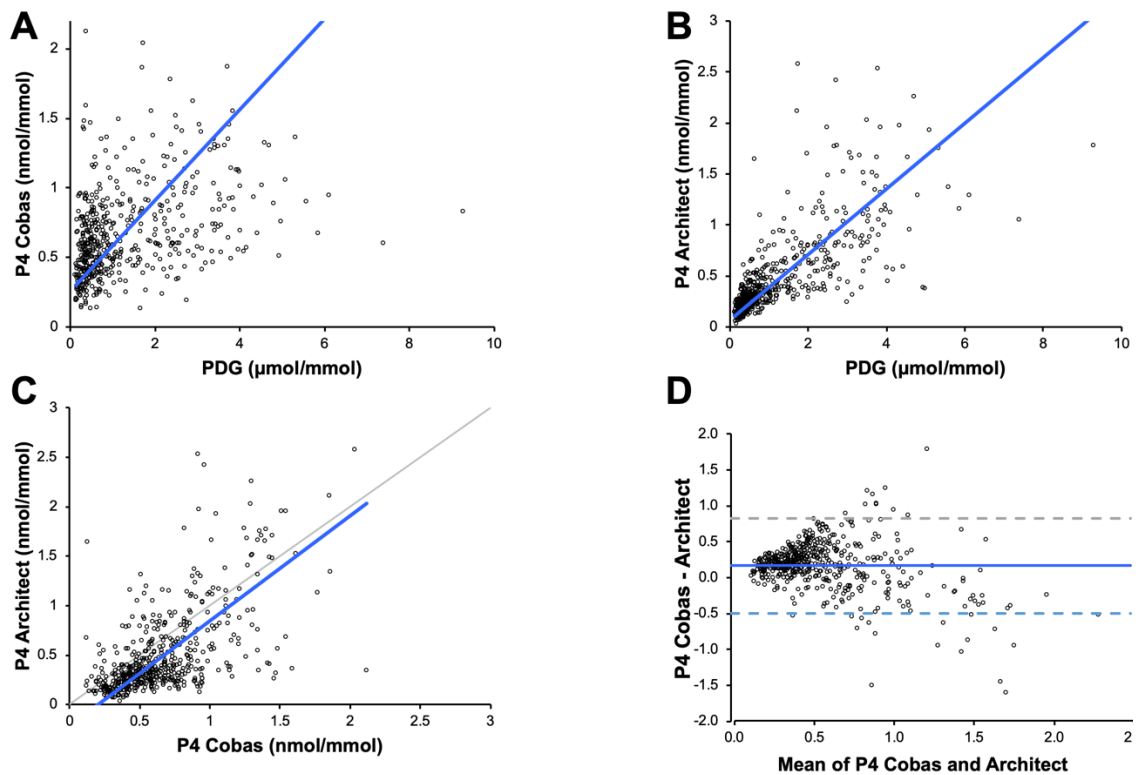 A
P4 Cobas (nmol/mmol)
2
1.5
1
0.5
0
0 2 4 6 8 10
PDG (µmol/mmol)
B
P4 Architect (nmol/mmol)
3
2.5
2
1.5
1
0.5
0
0 2 4 6 8 10
PDG (µmol/mmol)
C
P4 Architect (nmol/mmol)
3
2.5
2
1.5
1
0.5
0
0 0.5 1 1.5 2 2.5 3
P4 Cobas (nmol/mmol)
D
P4 Cobas - Architect
2.0
1.5
1.0
0.5
0.0
-0.5
-1.0
-1.5
-2.0
0.0 0.5 1.0 1.5 2.0 2.5
Mean of P4 Cobas and Architect